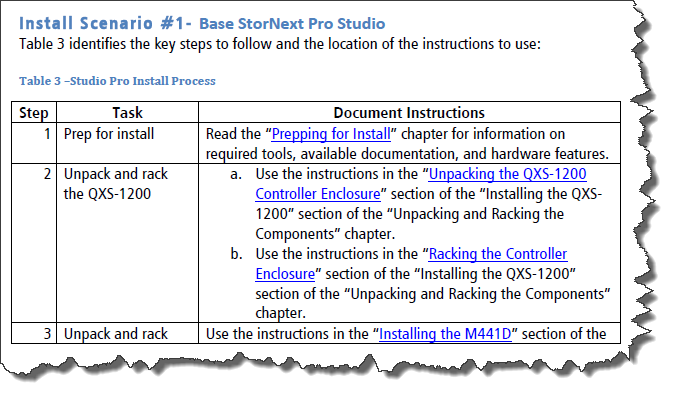 Install Scenario #1- Base StorNext Pro Studio
Table 3 identifies the key steps to follow and the location of the instructions to use:
Table 3 –Studio Pro Install Process
Step Task Document Instructions
1 Prep for install Read the “Prepping for Install” chapter for information on
required tools, available documentation, and hardware features.
2 Unpack and rack a. Use the instructions in the “Unpacking the QXS-1200
the QXS-1200 Controller Enclosure” section of the “Installing the QXS-
1200” section of the “Unpacking and Racking the
Components” chapter.
b. Use the instructions in the “Racking the Controller
Enclosure” section of the “Installing the QXS-1200”
section of the “Unpacking and Racking the Components”
chapter.
3 Unpack and rack Use the instructions in the “Installing the M441D” section of the